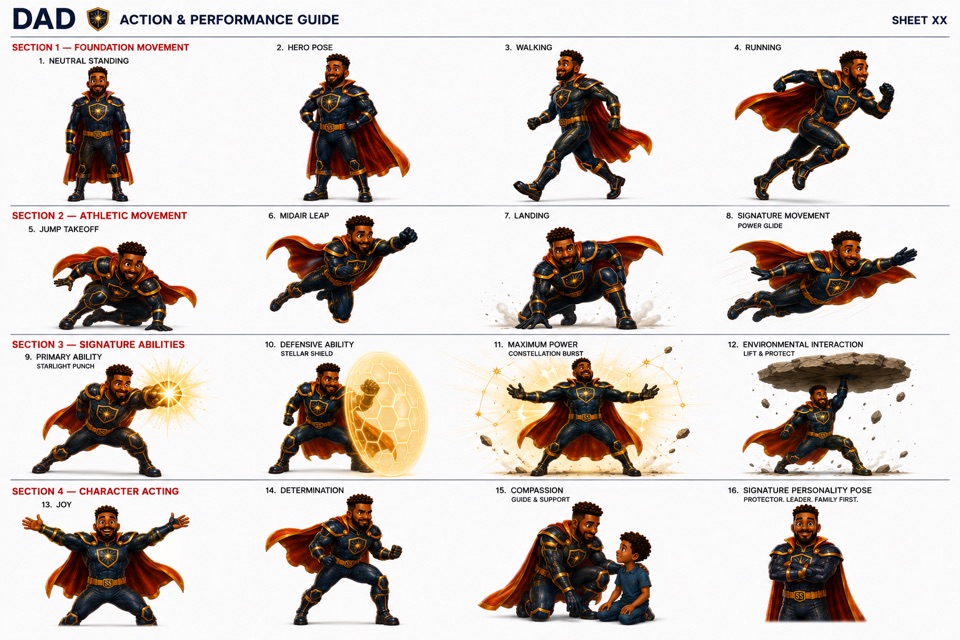 DAD ACTION & PERFORMANCE GUIDE SHEET XX
SECTION 1 — FOUNDATION MOVEMENT
1. NEUTRAL STANDING
2. HERO POSE
3. WALKING
4. RUNNING
SECTION 2 — ATHLETIC MOVEMENT
5. JUMP TAKEOFF
6. MIDAIR LEAP
7. LANDING
8. SIGNATURE MOVEMENT
POWER GLIDE
SECTION 3 — SIGNATURE ABILITIES
9. PRIMARY ABILITY
STARLIGHT PUNCH
10. DEFENSIVE ABILITY
STELLAR SHIELD
11. MAXIMUM POWER
CONSTELLATION BURST
12. ENVIRONMENTAL INTERACTION
LIFT & PROTECT
SECTION 4 — CHARACTER ACTING
13. JOY
SS
14. DETERMINATION
15. COMPASSION
GUIDE & SUPPORT
16. SIGNATURE PERSONALITY POSE
PROTECTOR. LEADER. FAMILY FIRST.
SS